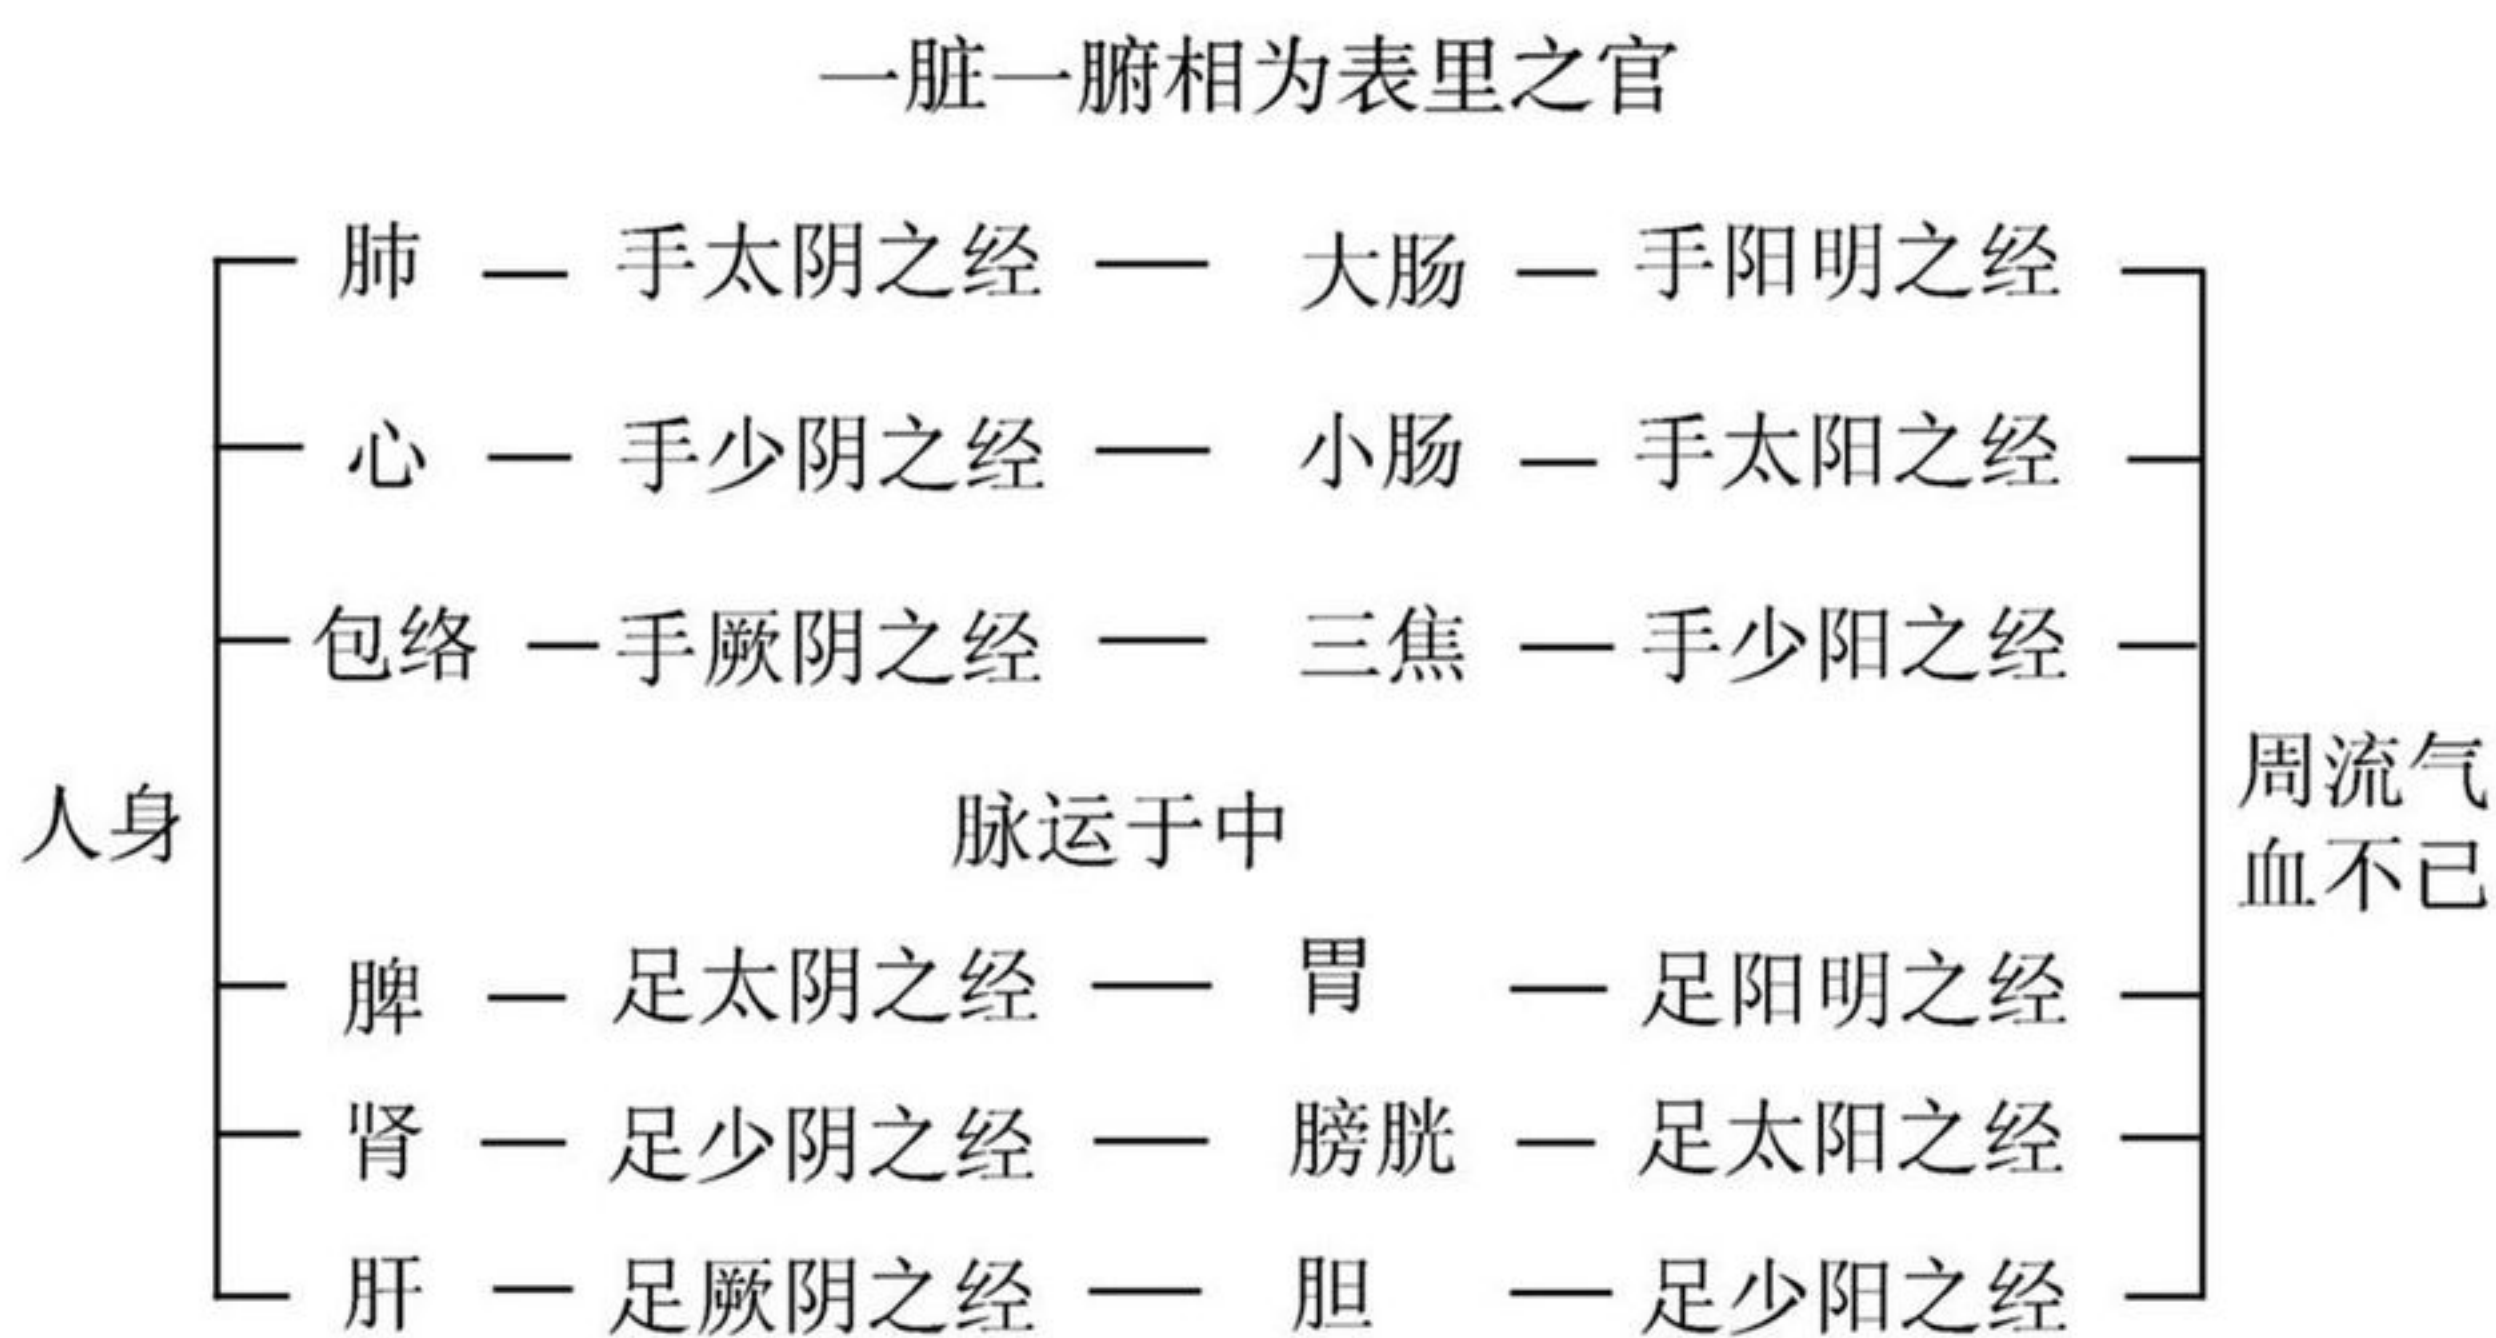 一脏一腑相为表里之官
肺 — 手太阴之经 — 大肠 — 手阳明之经
心 — 手少阴之经 — 小肠 — 手太阳之经
包络 — 手厥阴之经 — 三焦 — 手少阳之经
人身
脉运于中
周流气
血不已
脾 — 足太阴之经 — 胃 — 足阳明之经
肾 — 足少阴之经 — 膀胱 — 足太阳之经
肝 — 足厥阴之经 — 胆 — 足少阳之经